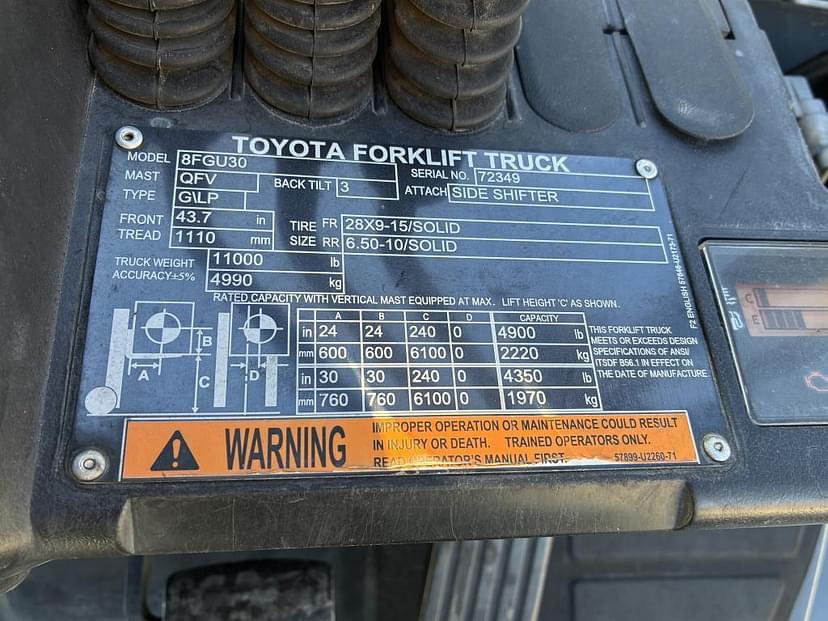 TOYOTA FORKLIFT TRUCK
MODEL 8FGU30 SERIAL NO. 72349
MAST QFV BACK TILT 3 ATTACH SIDE SHIFTER
TYPE G\LP
FRONT 43.7 in TIRE FR 28X9-15/SOLID
TREAD 1110 mm SIZE RR 6.50-10/SOLID
TRUCK WEIGHT 11000 lb
ACCURACY±5% 4990 kg
RATED CAPACITY WITH VERTICAL MAST EQUIPPED AT MAX. LIFT HEIGHT 'C' AS SHOWN.
A B C D CAPACITY
in 24 24 240 0 4900 lb
mm 600 600 6100 0 2220 kg
in 30 30 240 0 4350 lb
mm 760 760 6100 0 1970 kg
A B C D
THIS FORKLIFT TRUCK
MEETS OR EXCEEDS DESIGN
SPECIFICATIONS OF ANSI/
ITSDF B56.1 IN EFFECT ON
THE DATE OF MANUFACTURE.
F2 ENGLISH 57646-U2173-71
WARNING
IMPROPER OPERATION OR MAINTENANCE COULD RESULT
IN INJURY OR DEATH. TRAINED OPERATORS ONLY.
READ OPERATOR'S MANUAL FIRST. 57899-U2260-71